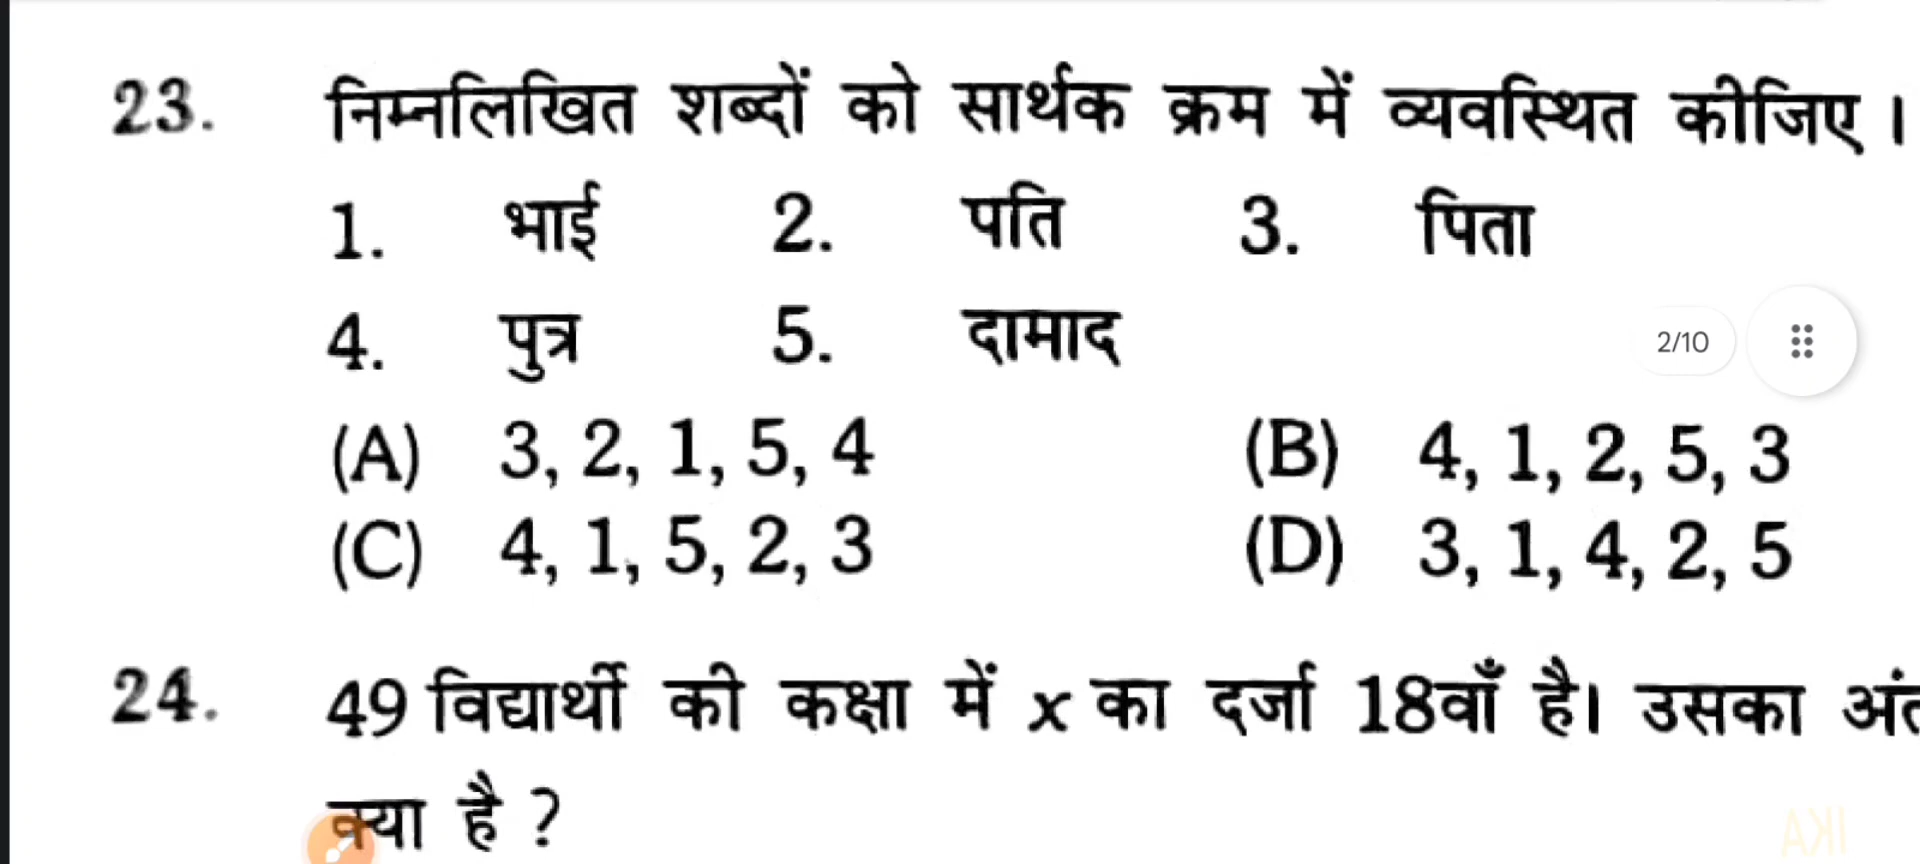 23. निम्नलिखित शब्दों को सार्थक क्रम में व्यवस्थित कीजिए ।
1. भाई 2. पति 3. पिता
4. पुत्र 5. दामाद
2/10
(A) 3, 2, 1, 5, 4 (B) 4, 1, 2, 5, 3
(C) 4, 1, 5, 2, 3 (D) 3, 1, 4, 2, 5
24. 49 विद्यार्थी की कक्षा में x का दर्जा 18वाँ है। उसका
क्या है ?